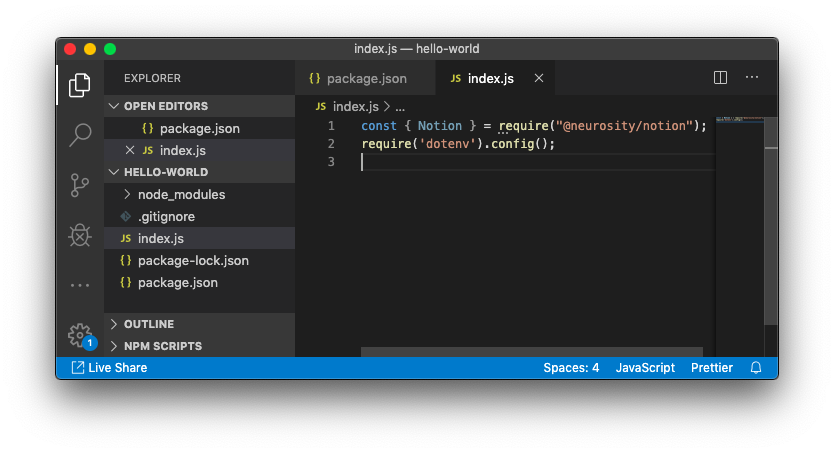 index.js — hello-world
EXPLORER
OPEN EDITORS
{} package.json
JS index.js
HELLO-WORLD
node_modules
.gitignore
JS index.js
{} package-lock.json
{} package.json
OUTLINE
NPM SCRIPTS
{} package.json
JS index.js
JS index.js > ...
1 const { Notion } = require("@neurosity/notion");
2 require('dotenv').config();
3
1
Live Share
Spaces: 4 JavaScript Prettier